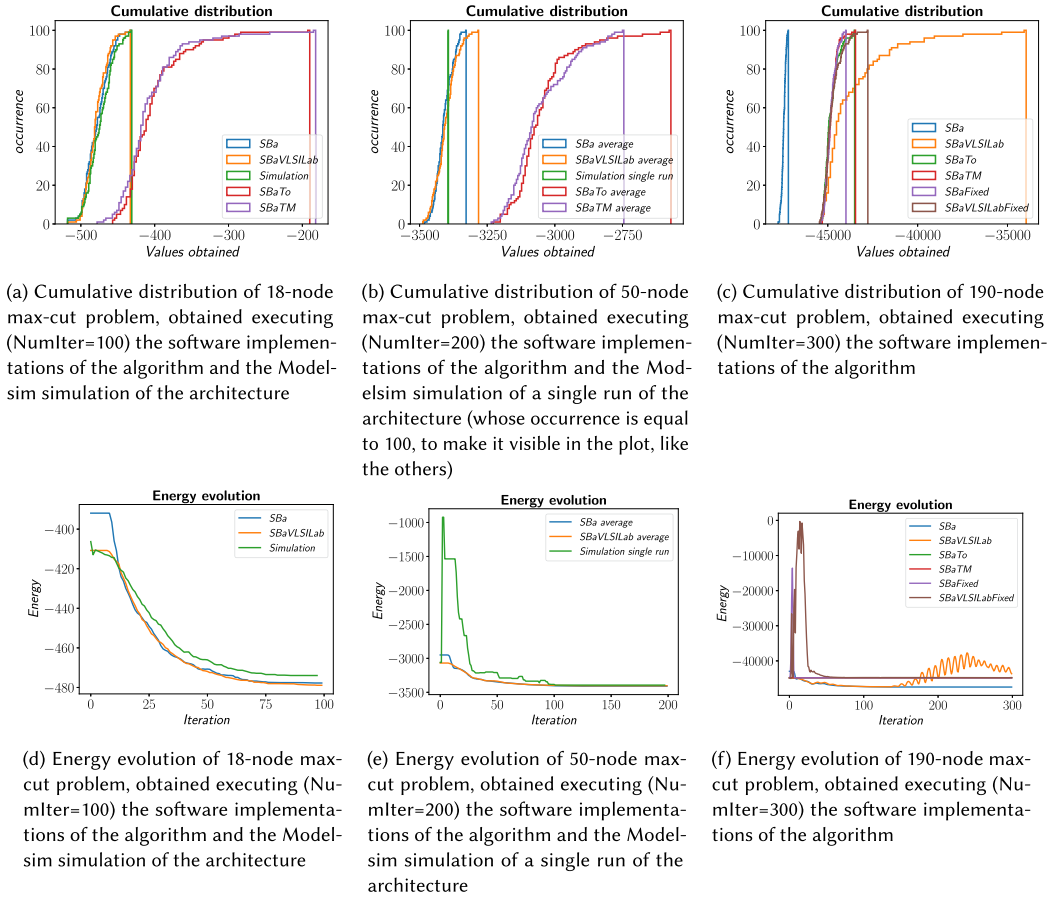 Cumulative distribution
100
80
60
40
20
0
occurrence
SBa
SBaVLSILab
Simulation
SBaTo
SBaTM
−500
−400
−300
−200
Values obtained
Cumulative distribution
100
80
60
40
20
0
occurrence
SBa average
SBaVLSILab average
Simulation single run
SBaTo average
SBaTM average
−3500
−3250
−3000
−2750
Values obtained
Cumulative distribution
100
80
60
40
20
0
occurrence
SBa
SBaVLSILab
SBaTo
SBaTM
SBaFixed
SBaVLSILabFixed
−45000
−40000
−35000
Values obtained
(a) Cumulative distribution of 18-node
max-cut problem, obtained executing
(NumIter=100) the software implemen-
tations of the algorithm and the Model-
sim simulation of the architecture
(b) Cumulative distribution of 50-node
max-cut problem, obtained executing
(NumIter=200) the software implemen-
tations of the algorithm and the Mod-
elsim simulation of a single run of the
architecture (whose occurrence is equal
to 100, to make it visible in the plot, like
the others)
(c) Cumulative distribution of 190-node
max-cut problem, obtained executing
(NumIter=300) the software implemen-
tations of the algorithm
Energy evolution
−400
−420
−440
−460
−480
Energy
SBa
SBaVLSILab
Simulation
0
25
50
75
100
Iteration
Energy evolution
−1000
−1500
−2000
−2500
−3000
−3500
Energy
SBa average
SBaVLSILab average
Simulation single run
0
50
100
150
200
Iteration
Energy evolution
0
−10000
−20000
−30000
−40000
Energy
SBa
SBaVLSILab
SBaTo
SBaTM
SBaFixed
SBaVLSILabFixed
0
100
200
300
Iteration
(d) Energy evolution of 18-node max-
cut problem, obtained executing (Nu-
mIter=100) the software implementa-
tions of the algorithm and the Model-
sim simulation of the architecture
(e) Energy evolution of 50-node max-
cut problem, obtained executing (Nu-
mIter=200) the software implementa-
tions of the algorithm and the Model-
sim simulation of a single run of the
architecture
(f) Energy evolution of 190-node max-
cut problem, obtained executing (Nu-
mIter=300) the software implementa-
tions of the algorithm